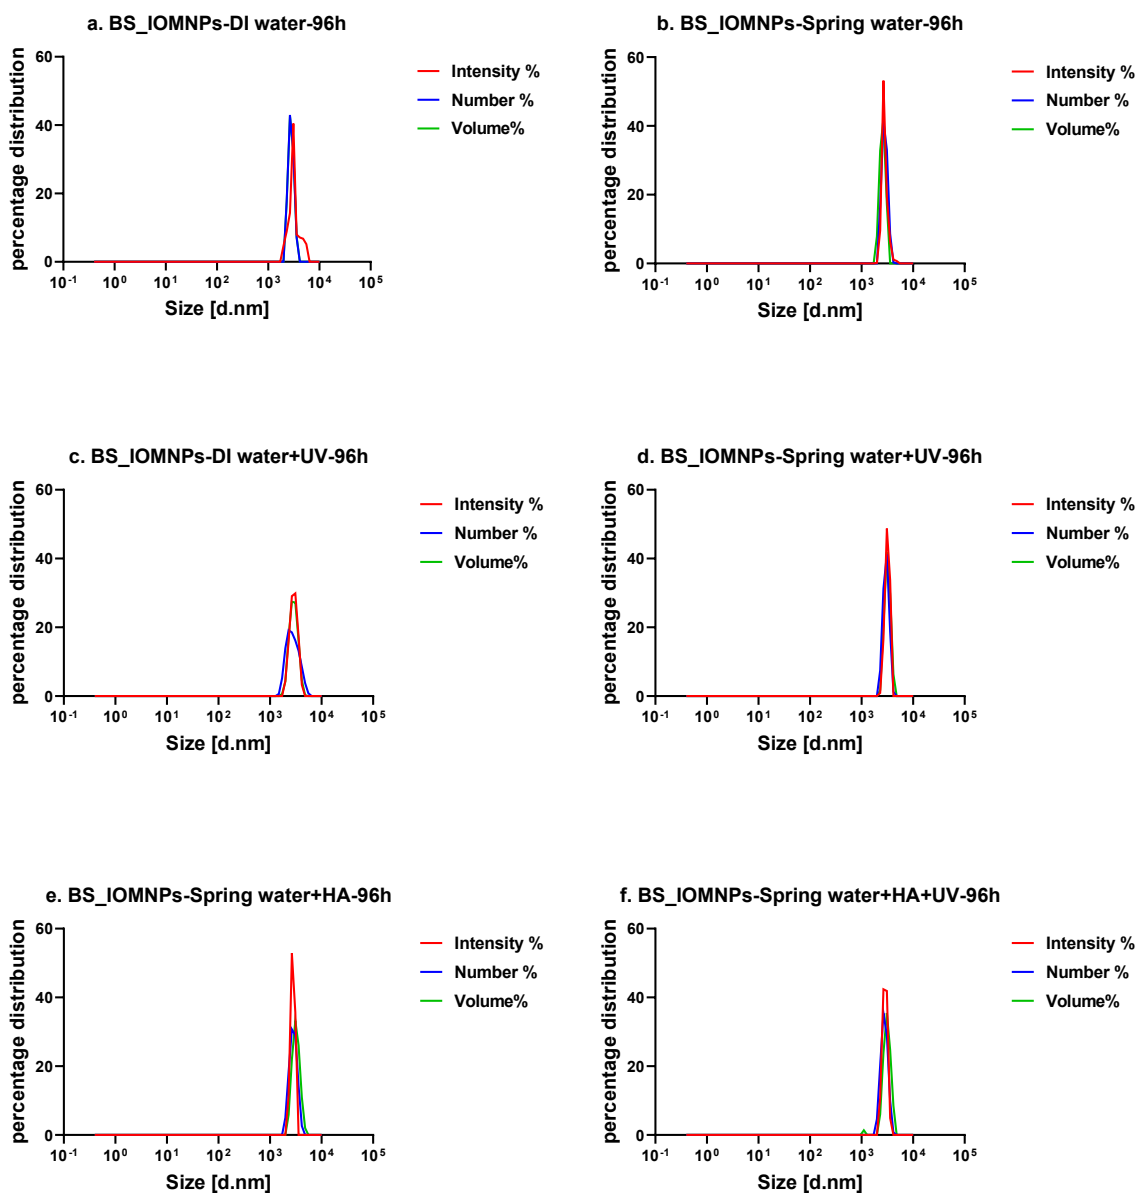 a. BS_IOMNPs-DI water-96h
percentage distribution
60
40
20
0
10-1 100 101 102 103 104 105
Size [d.nm]
Intensity %
Number %
Volume%
b. BS_IOMNPs-Spring water-96h
percentage distribution
60
40
20
0
10-1 100 101 102 103 104 105
Size [d.nm]
Intensity %
Number %
Volume%
c. BS_IOMNPs-DI water+UV-96h
percentage distribution
60
40
20
0
10-1 100 101 102 103 104 105
Size [d.nm]
Intensity %
Number %
Volume%
d. BS_IOMNPs-Spring water+UV-96h
percentage distribution
60
40
20
0
10-1 100 101 102 103 104 105
Size [d.nm]
Intensity %
Number %
Volume%
e. BS_IOMNPs-Spring water+HA-96h
percentage distribution
60
40
20
0
10-1 100 101 102 103 104 105
Size [d.nm]
Intensity %
Number %
Volume%
f. BS_IOMNPs-Spring water+HA+UV-96h
percentage distribution
60
40
20
0
10-1 100 101 102 103 104 105
Size [d.nm]
Intensity %
Number %
Volume%